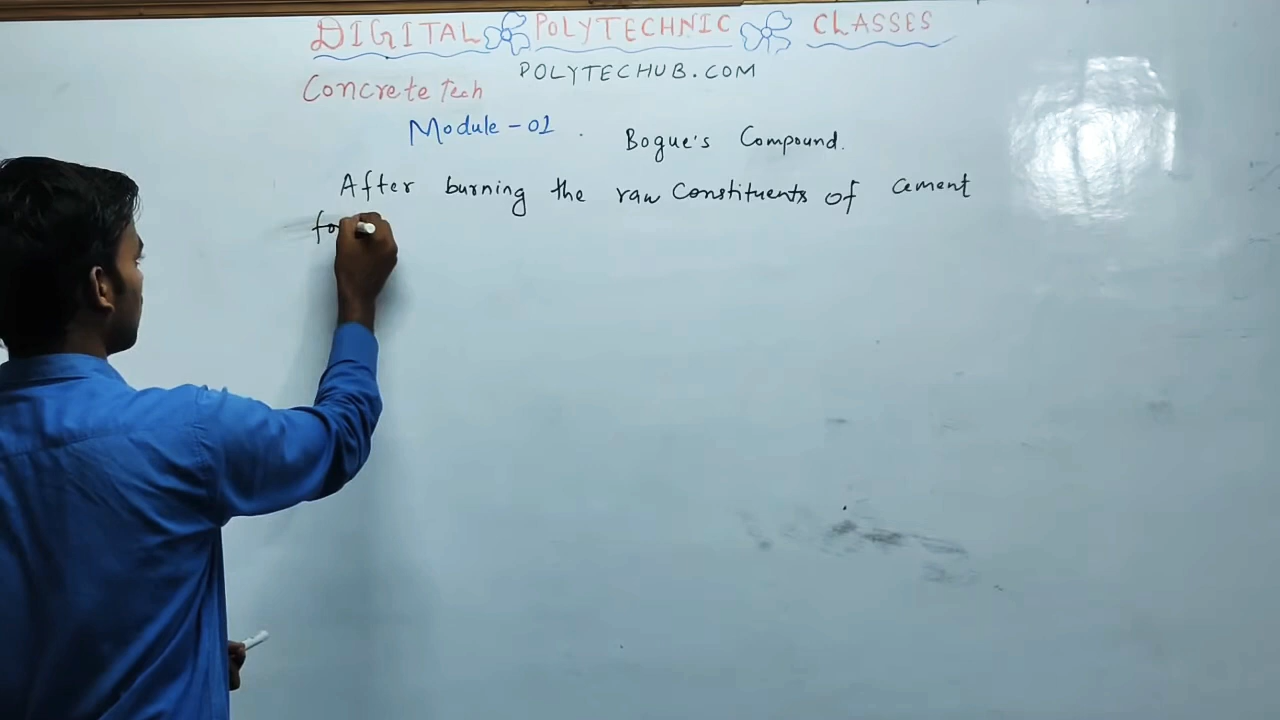 DIGITAL POLYTECHNIC CLASSES
POLYTECHUB.COM
Concrete Tech
Module - 01 . Bogue's Compound.
After burning the raw Constituents of cement